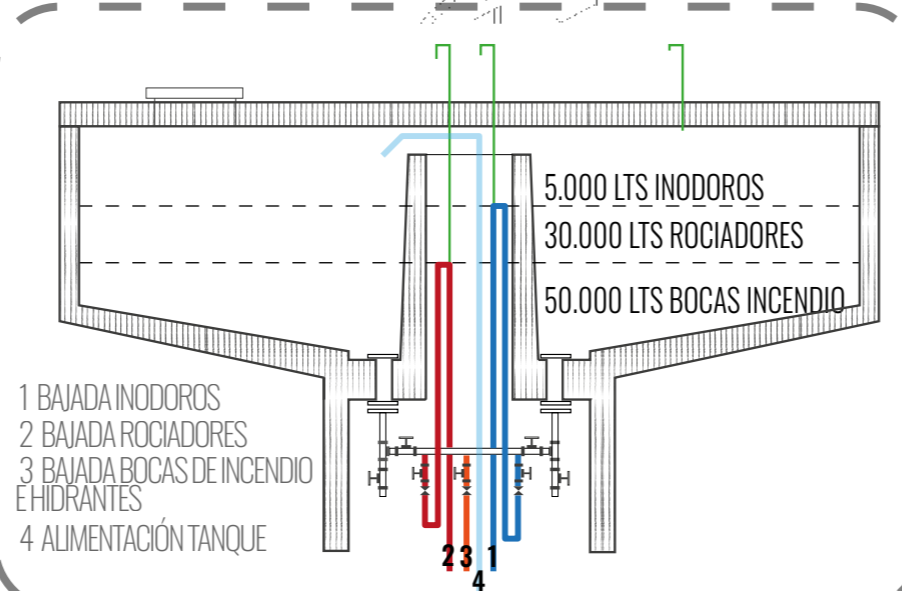 5.000 LTS INODOROS
30.000 LTS ROCIADORES
50.000 LTS BOCAS INCENDIO
1 BAJADA INODOROS
2 BAJADA ROCIADORES
3 BAJADA BOCAS DE INCENDIO
E HIDRANTES
4 ALIMENTACIÓN TANQUE
2 3 1
4